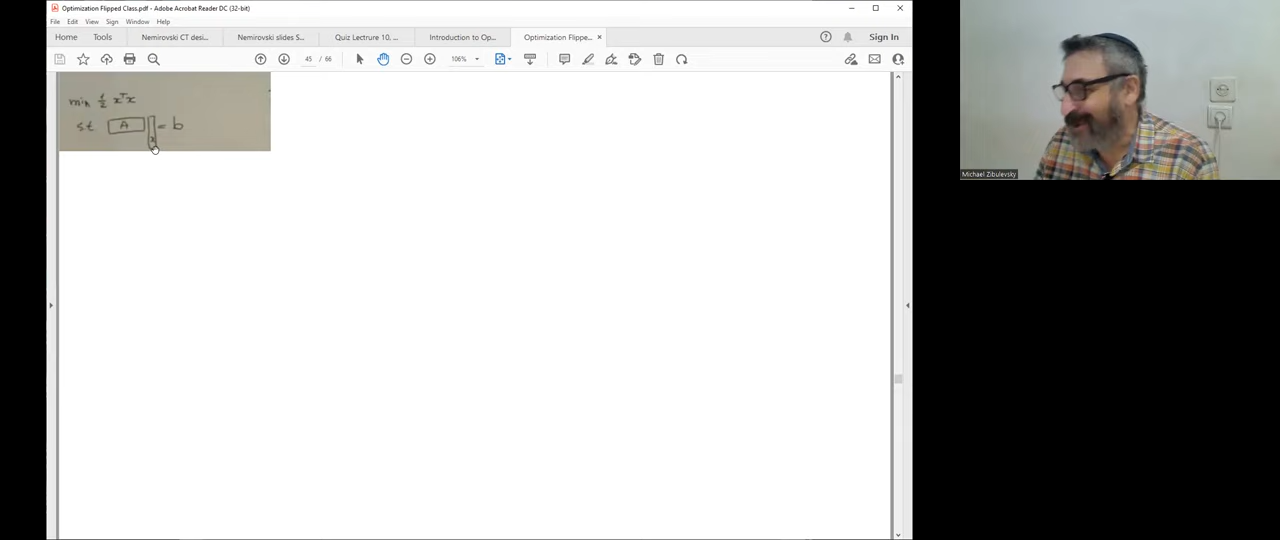 Optimization Flipped Class.pdf - Adobe Acrobat Reader DC (32-bit)
File Edit View Sign Window Help
Home Tools Nemirovski CT desi... Nemirovski slides S... Quiz Lectrure 10, ... Introduction to Op... Optimization Flippe... × Sign In
45 / 66 106%
min 1/2 xᵀx
st A x = b
Michael Zibulevsky